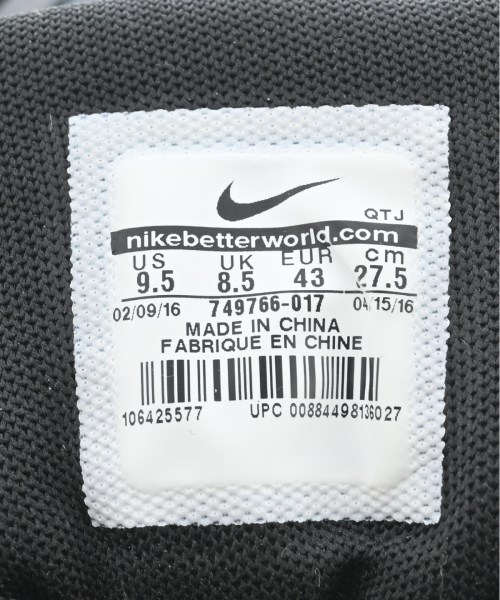 QTJ
nikebetterworld.com
US UK EUR cm
9.5 8.5 43 27.5
02/09/16 749766-017 04/15/16
MADE IN CHINA
FABRIQUE EN CHINE
106425577 UPC 00884498136027